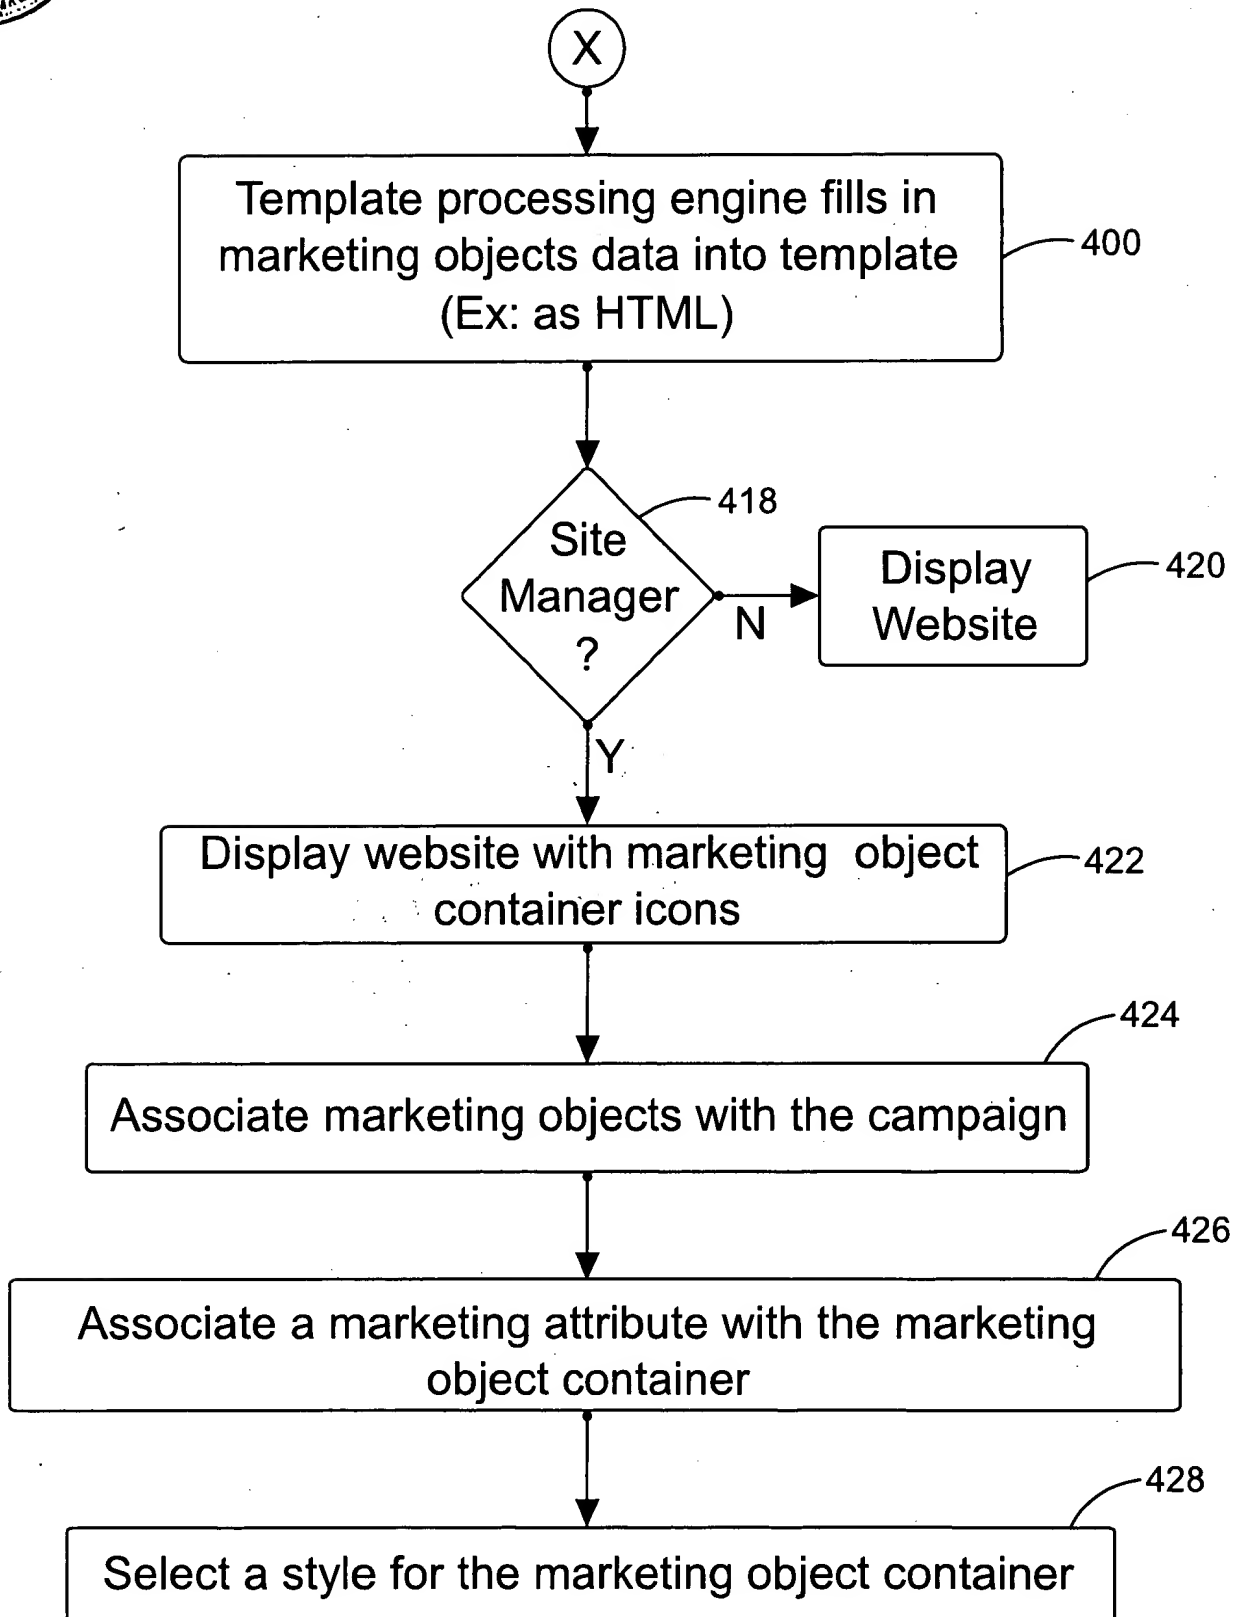 X
Template processing engine fills in
marketing objects data into template
(Ex: as HTML)
400
418
Site
Manager
?
N
Display
Website
420
Y
Display website with marketing object
container icons
422
424
Associate marketing objects with the campaign
426
Associate a marketing attribute with the marketing
object container
428
Select a style for the marketing object container